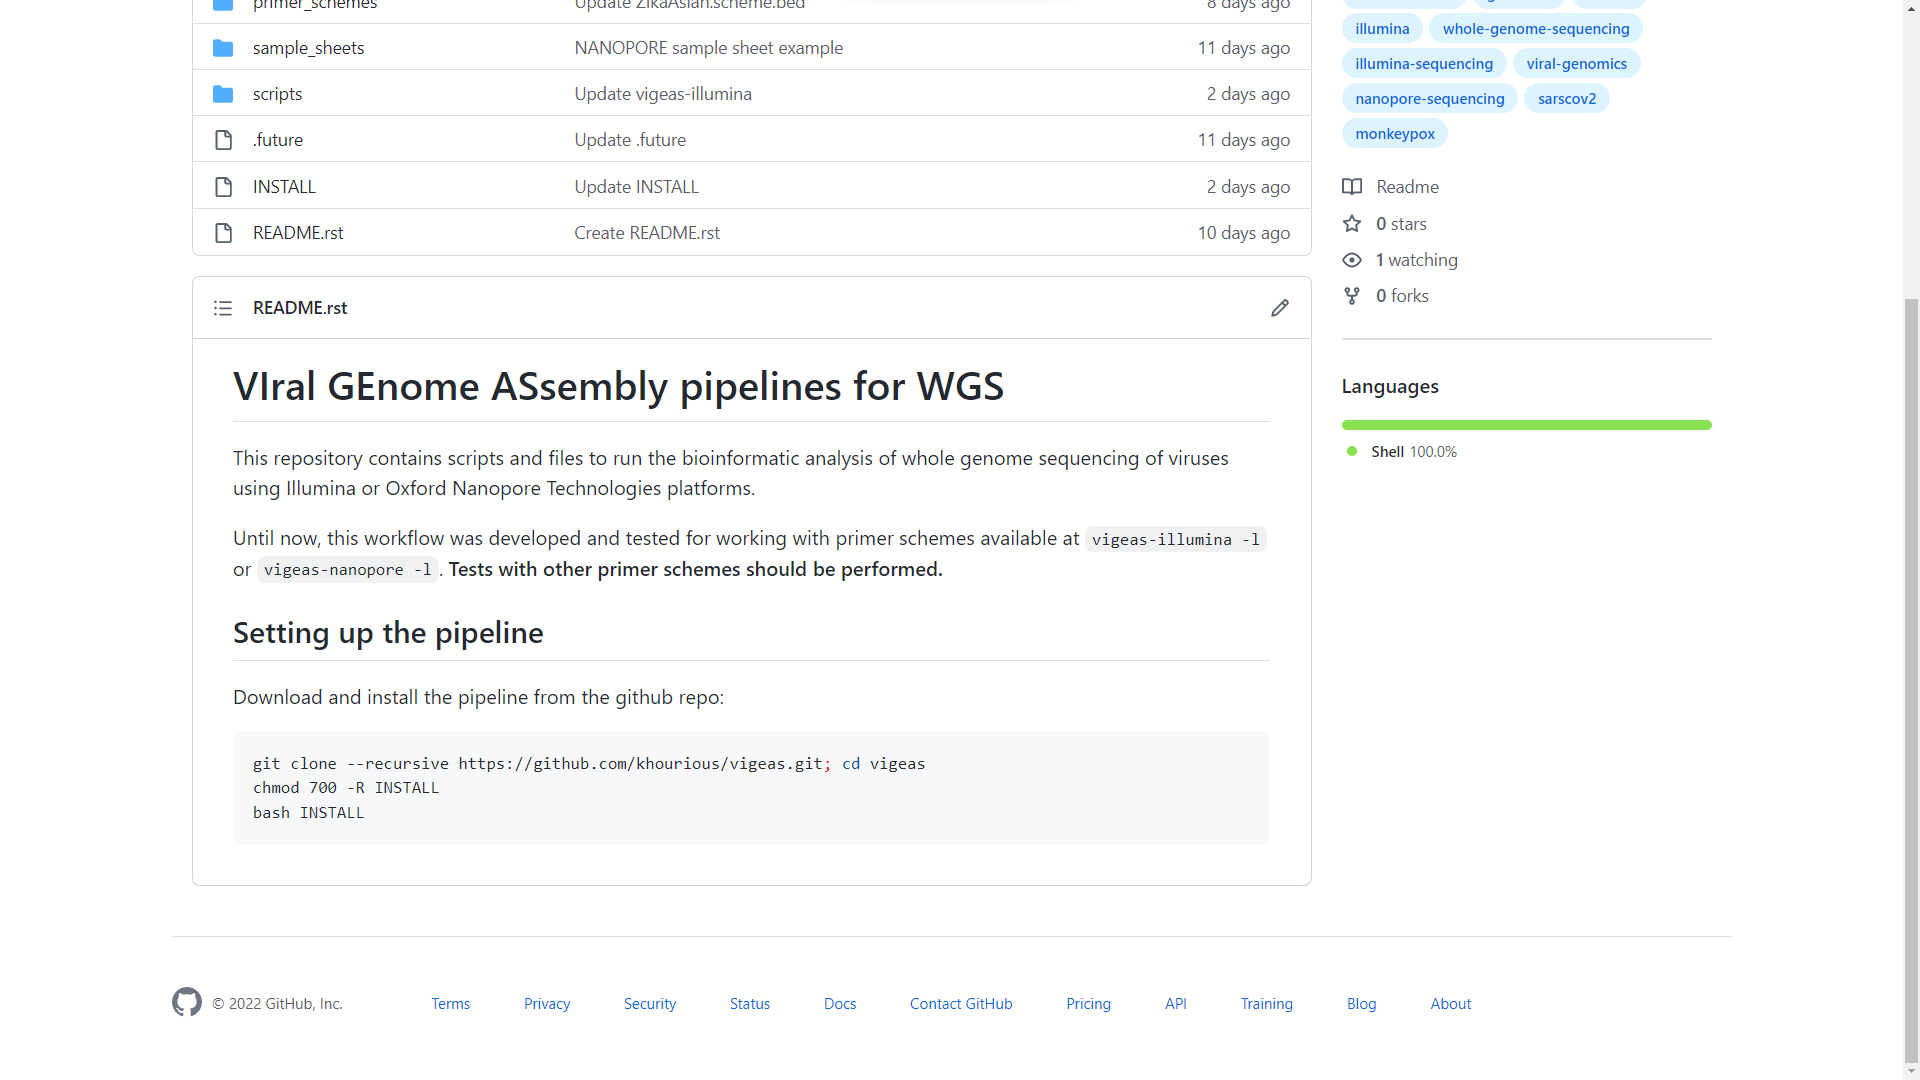 primer_schemes Update ZikaAsian.scheme.bed 8 days ago
sample_sheets NANOPORE sample sheet example 11 days ago
scripts Update vigeas-illumina 2 days ago
.future Update .future 11 days ago
INSTALL Update INSTALL 2 days ago
README.rst Create README.rst 10 days ago
README.rst
VIral GEnome ASsembly pipelines for WGS
This repository contains scripts and files to run the bioinformatic analysis of whole genome sequencing of viruses
using Illumina or Oxford Nanopore Technologies platforms.
Until now, this workflow was developed and tested for working with primer schemes available at vigeas-illumina -l
or vigeas-nanopore -l. Tests with other primer schemes should be performed.
Setting up the pipeline
Download and install the pipeline from the github repo:
git clone --recursive https://github.com/khourious/vigeas.git; cd vigeas
chmod 700 -R INSTALL
bash INSTALL
illumina whole-genome-sequencing
illumina-sequencing viral-genomics
nanopore-sequencing sarscov2
monkeypox
Readme
0 stars
1 watching
0 forks
Languages
Shell 100.0%
© 2022 GitHub, Inc. Terms Privacy Security Status Docs Contact GitHub Pricing API Training Blog About